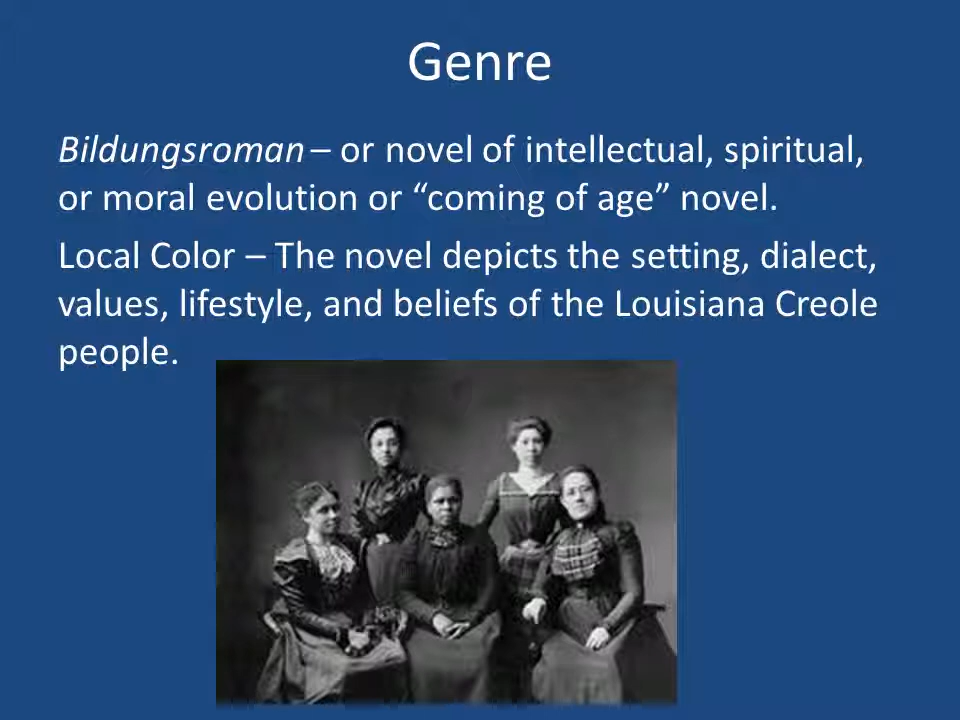 Genre
Bildungsroman – or novel of intellectual, spiritual,
or moral evolution or “coming of age” novel.
Local Color – The novel depicts the setting, dialect,
values, lifestyle, and beliefs of the Louisiana Creole
people.